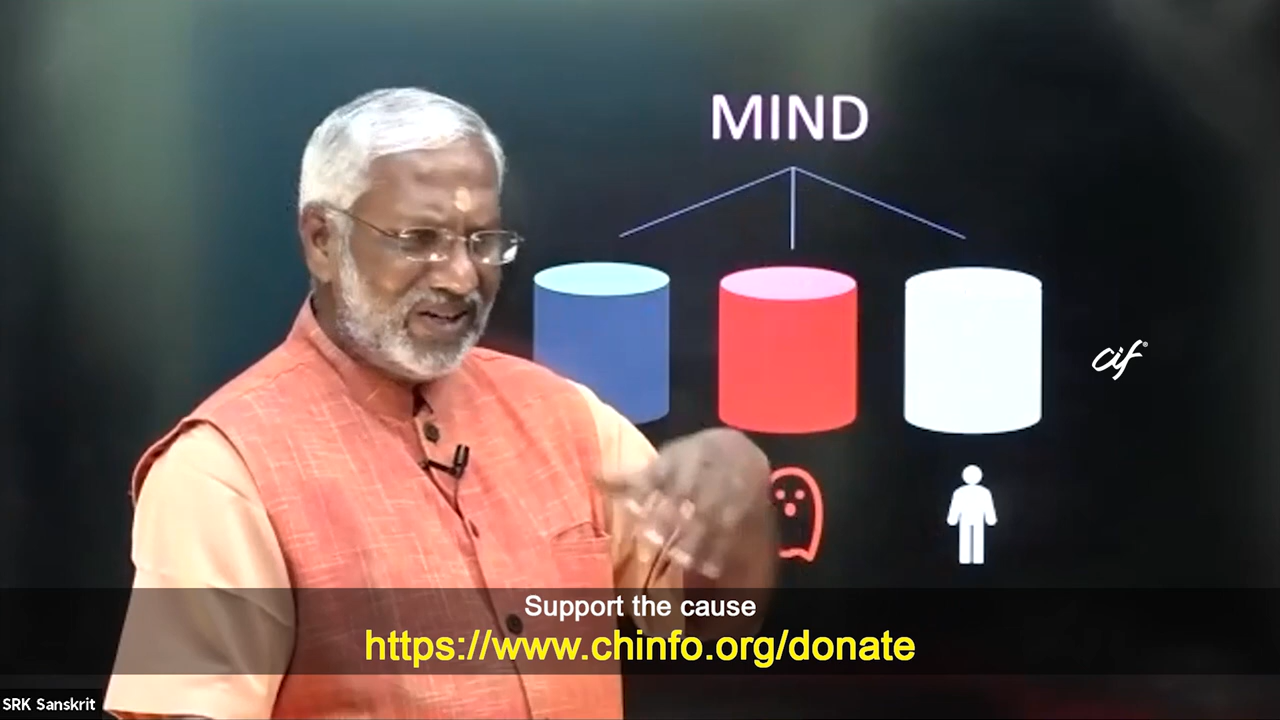 MIND
cif®
Support the cause
https://www.chinfo.org/donate
SRK Sanskrit